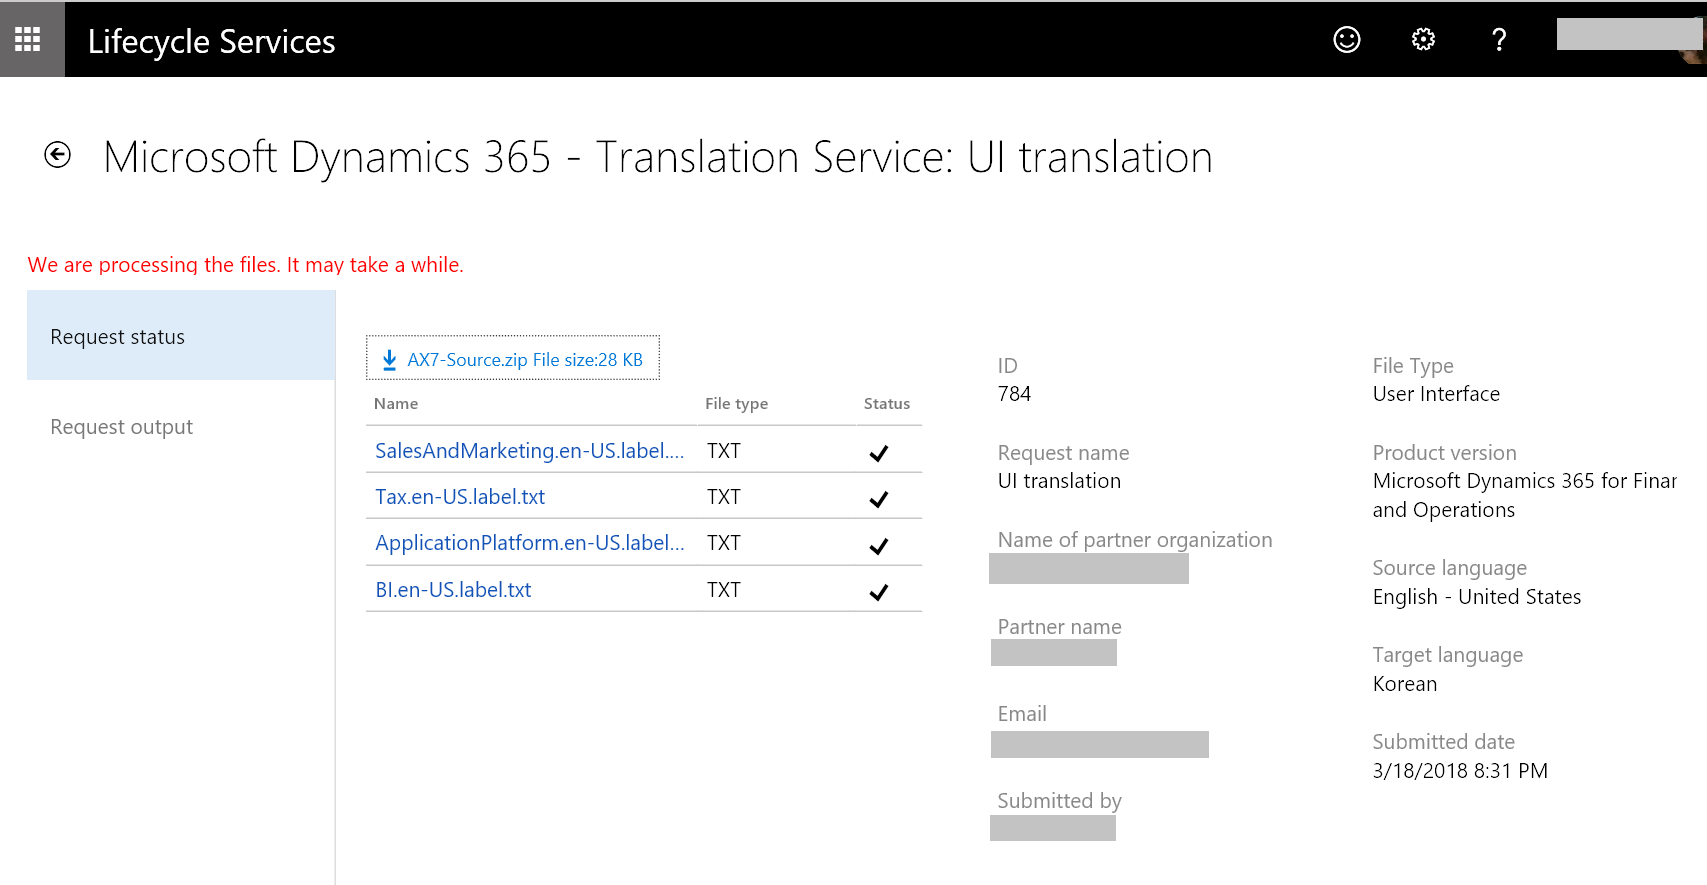 Lifecycle Services
?
Microsoft Dynamics 365 - Translation Service: UI translation
We are processing the files. It may take a while.
Request status
Request output
AX7-Source.zip File size:28 KB
Name File type Status
SalesAndMarketing.en-US.label.... TXT
Tax.en-US.label.txt TXT
ApplicationPlatform.en-US.label... TXT
BI.en-US.label.txt TXT
ID
784
Request name
UI translation
Name of partner organization
Partner name
Email
Submitted by
File Type
User Interface
Product version
Microsoft Dynamics 365 for Finar
and Operations
Source language
English - United States
Target language
Korean
Submitted date
3/18/2018 8:31 PM